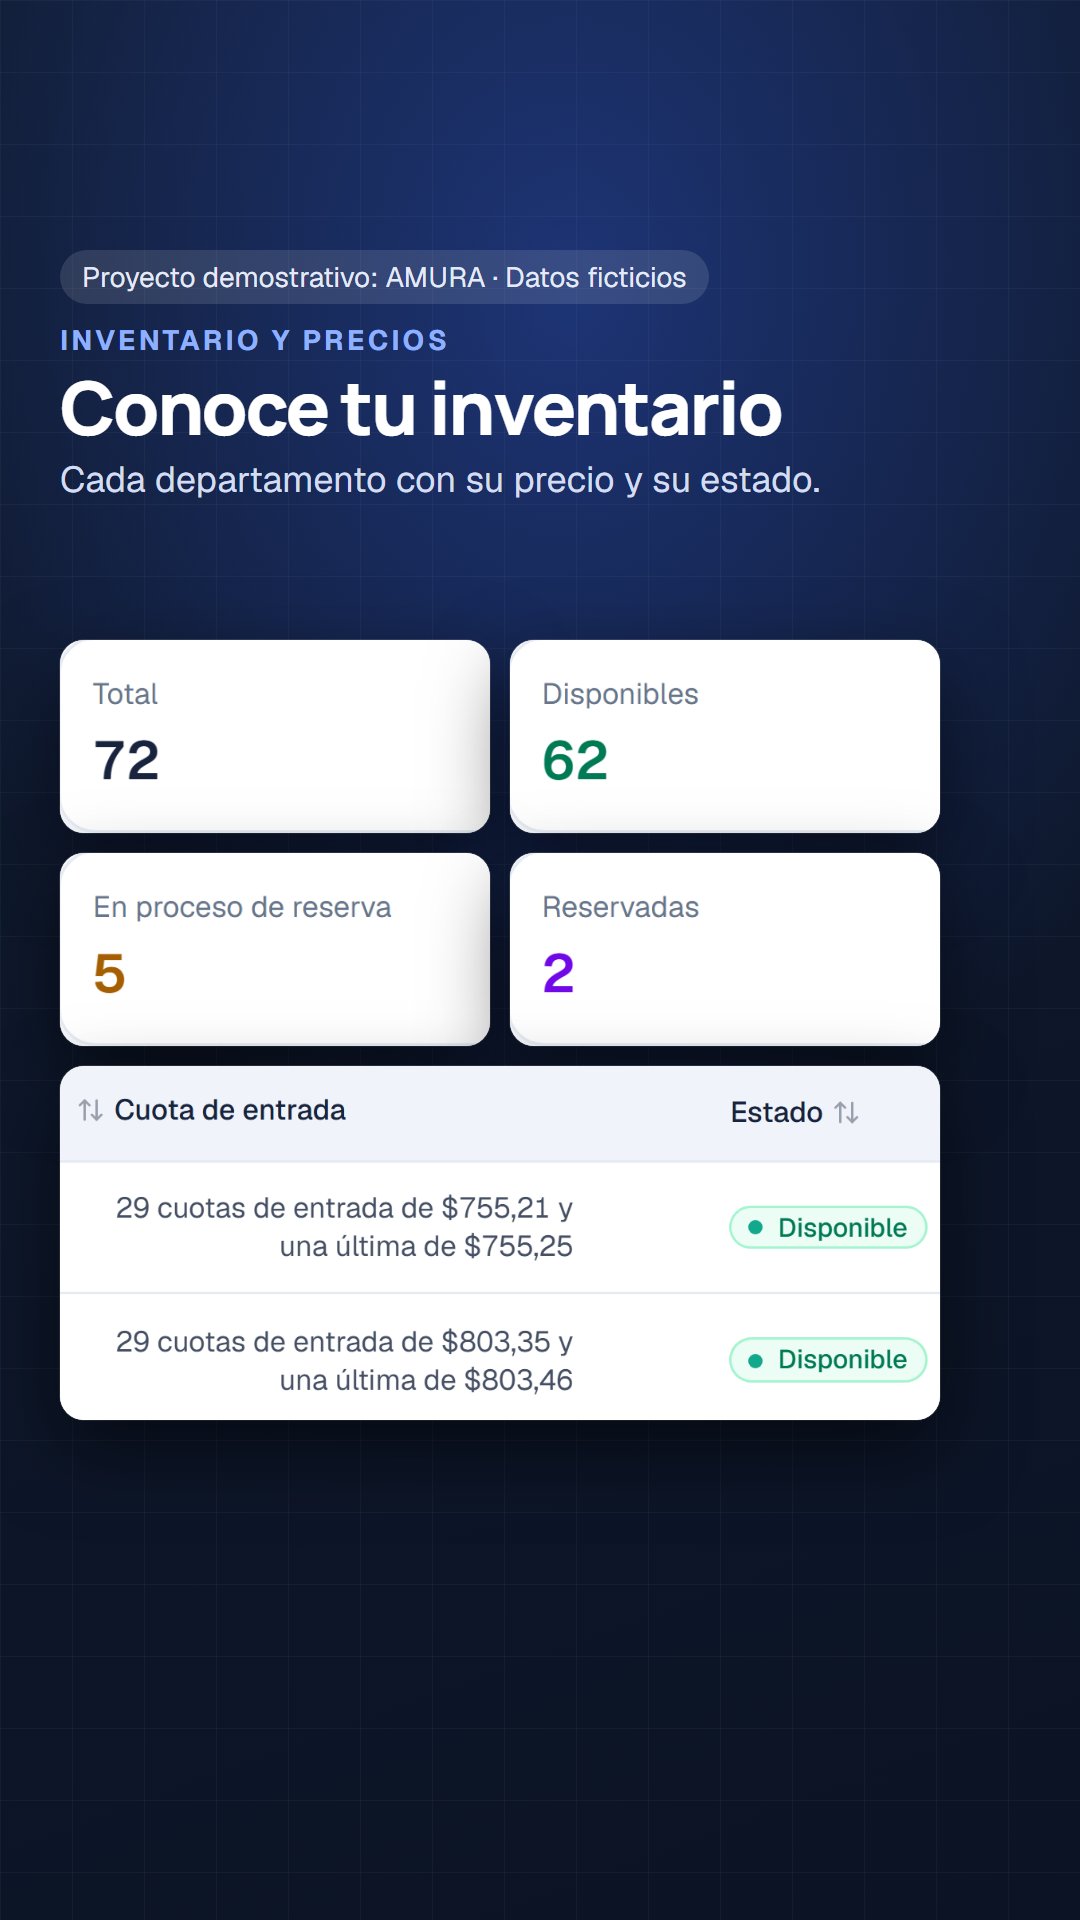 Proyecto demostrativo: AMURA · Datos ficticios
INVENTARIO Y PRECIOS
Conoce tu inventario
Cada departamento con su precio y su estado.
Total
72
Disponibles
62
En proceso de reserva
5
Reservadas
2
Cuota de entrada
Estado
29 cuotas de entrada de $755,21 y
una última de $755,25
Disponible
29 cuotas de entrada de $803,35 y
una última de $803,46
Disponible